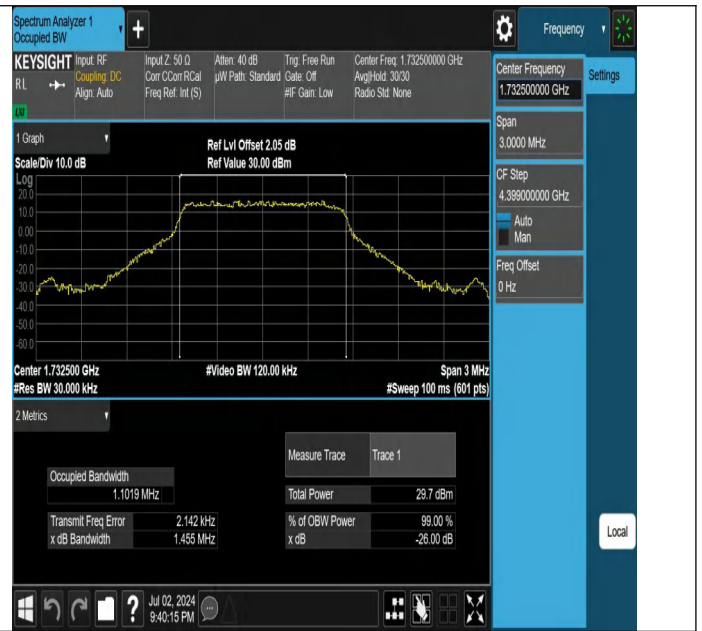 Spectrum Analyzer 1
Occupied BW
+
Frequency
KEYSIGHT
RL
Input: RF
Coupling: DC
Align: Auto
Input Z: 50 Ω
Corr CCorr RCal
Freq Ref: Int (S)
Atten: 40 dB
µW Path: Standard
Trig: Free Run
Gate: Off
#IF Gain: Low
Center Freq: 1.732500000 GHz
Avg|Hold: 30/30
Radio Std: None
1 Graph
Scale/Div 10.0 dB
Ref Lvl Offset 2.05 dB
Ref Value 30.00 dBm
Log
20.0
10.0
0.00
-10.0
-20.0
-30.0
-40.0
-50.0
-60.0
Center 1.732500 GHz
#Res BW 30.000 kHz
#Video BW 120.00 kHz
Span 3 MHz
#Sweep 100 ms (601 pts)
2 Metrics
Measure Trace
Trace 1
Occupied Bandwidth
1.1019 MHz
Total Power
29.7 dBm
Transmit Freq Error
2.142 kHz
% of OBW Power
99.00 %
x dB Bandwidth
1.455 MHz
x dB
-26.00 dB
?
Jul 02, 2024
9:40:15 PM
Center Frequency
1.732500000 GHz
Settings
Span
3.0000 MHz
CF Step
4.399000000 GHz
Auto
Man
Freq Offset
0 Hz
Local